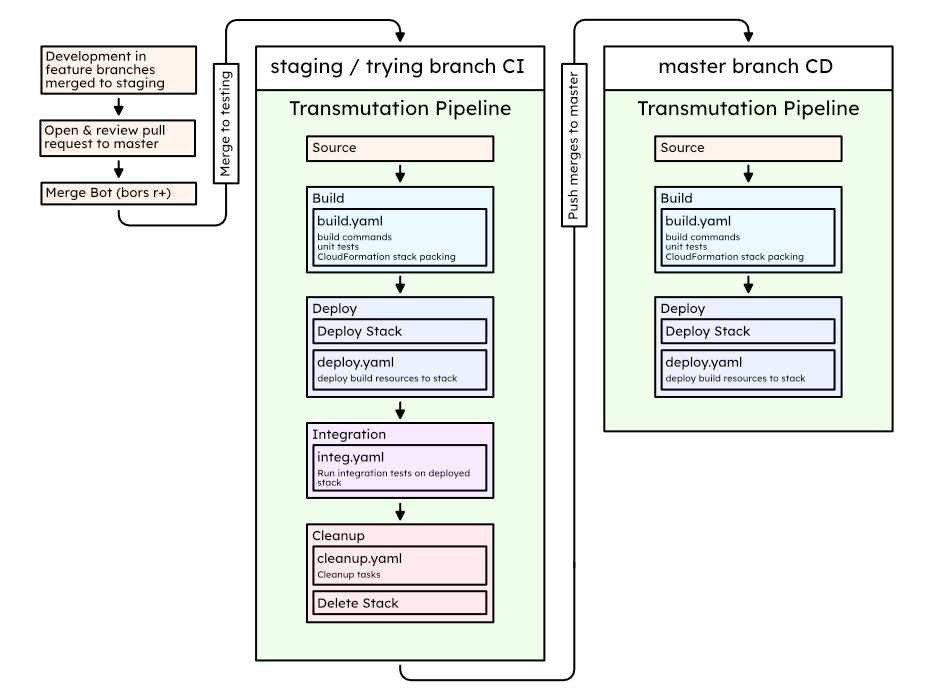 Development in
feature branches
merged to staging
Open & review pull
request to master
Merge Bot (bors r+)
Merge to testing
staging / trying branch CI
Transmutation Pipeline
Source
Build
build.yaml
build commands
unit tests
CloudFormation stack packing
Deploy
Deploy Stack
deploy.yaml
deploy build resources to stack
Integration
integ.yaml
Run integration tests on deployed
stack
Cleanup
cleanup.yaml
Cleanup tasks
Delete Stack
Push merges to master
master branch CD
Transmutation Pipeline
Source
Build
build.yaml
build commands
unit tests
CloudFormation stack packing
Deploy
Deploy Stack
deploy.yaml
deploy build resources to stack